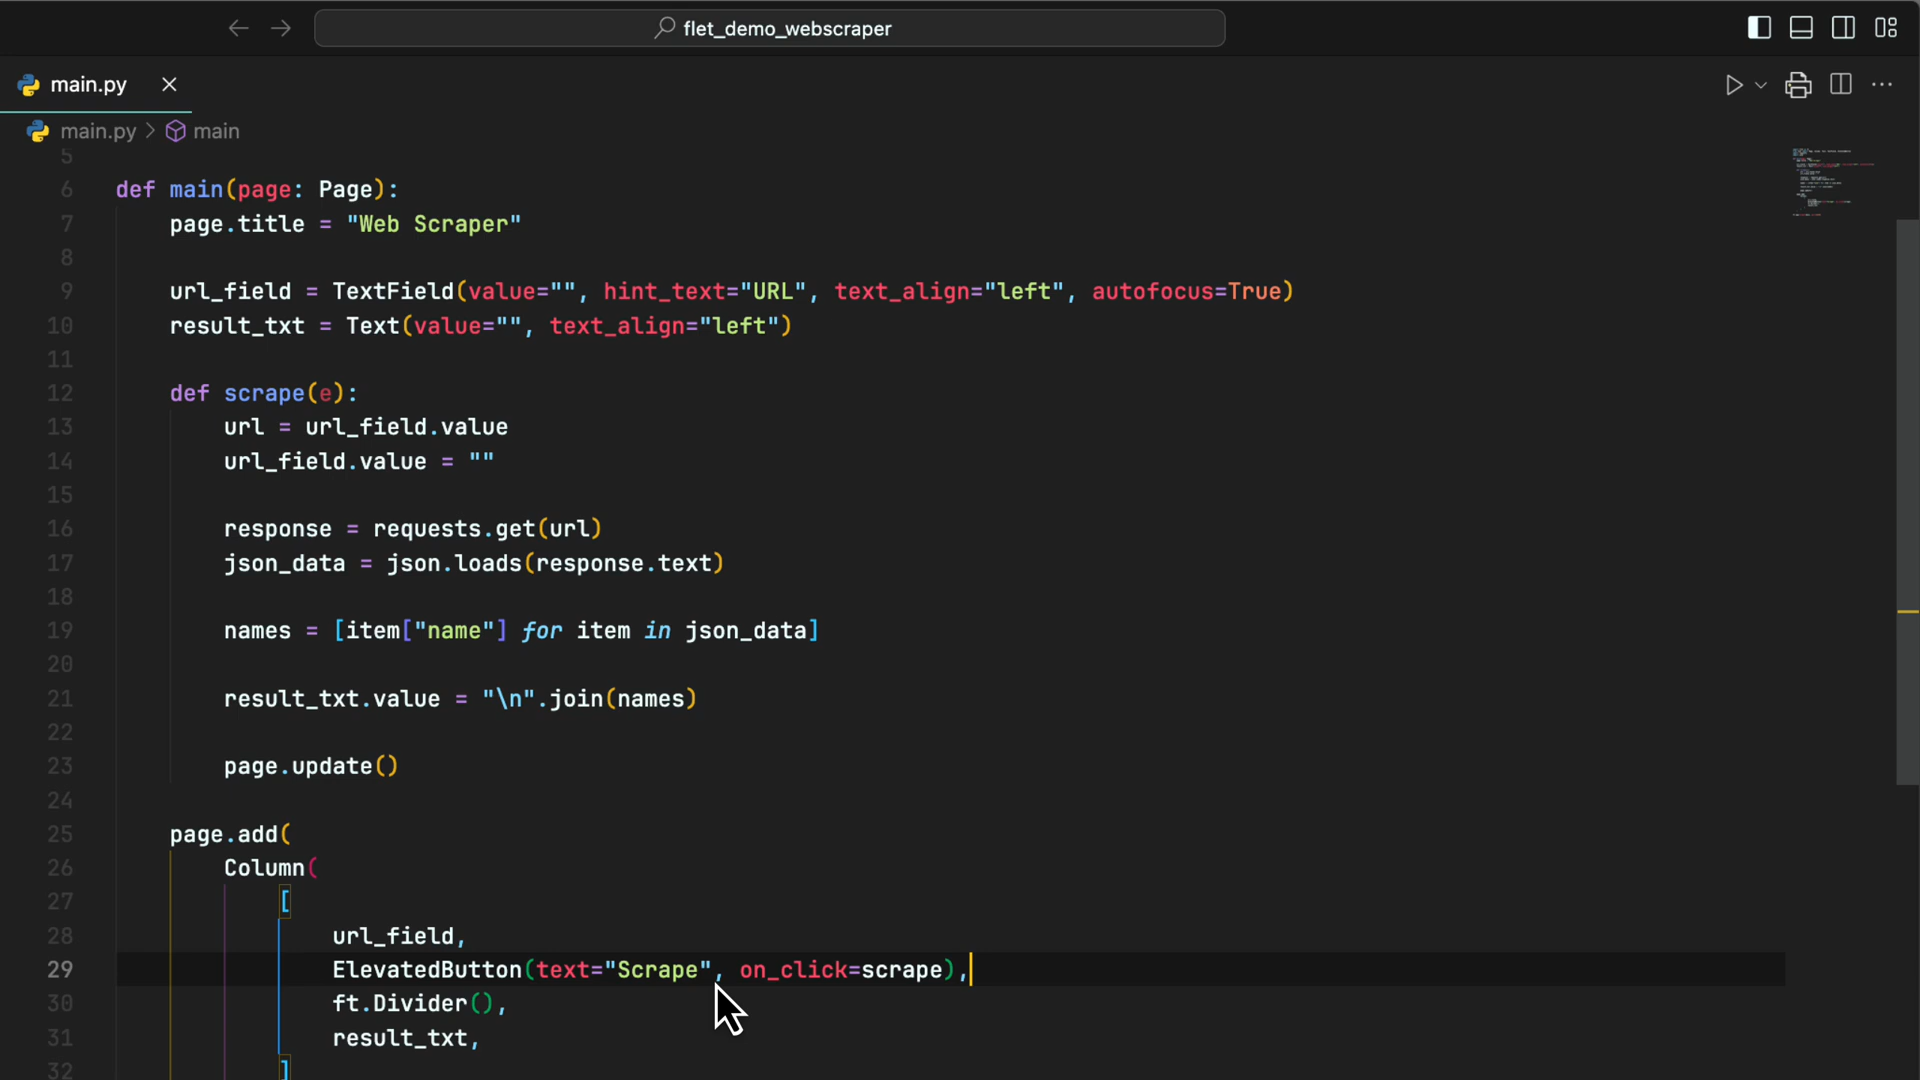 flet_demo_webscraper
main.py
main.py > main
5
6 def main(page: Page):
7 page.title = "Web Scraper"
8
9 url_field = TextField(value="", hint_text="URL", text_align="left", autofocus=True)
10 result_txt = Text(value="", text_align="left")
11
12 def scrape(e):
13 url = url_field.value
14 url_field.value = ""
15
16 response = requests.get(url)
17 json_data = json.loads(response.text)
18
19 names = [item["name"] for item in json_data]
20
21 result_txt.value = "\n".join(names)
22
23 page.update()
24
25 page.add(
26 Column(
27 [
28 url_field,
29 ElevatedButton(text="Scrape", on_click=scrape),
30 ft.Divider(),
31 result_txt,
32 ]